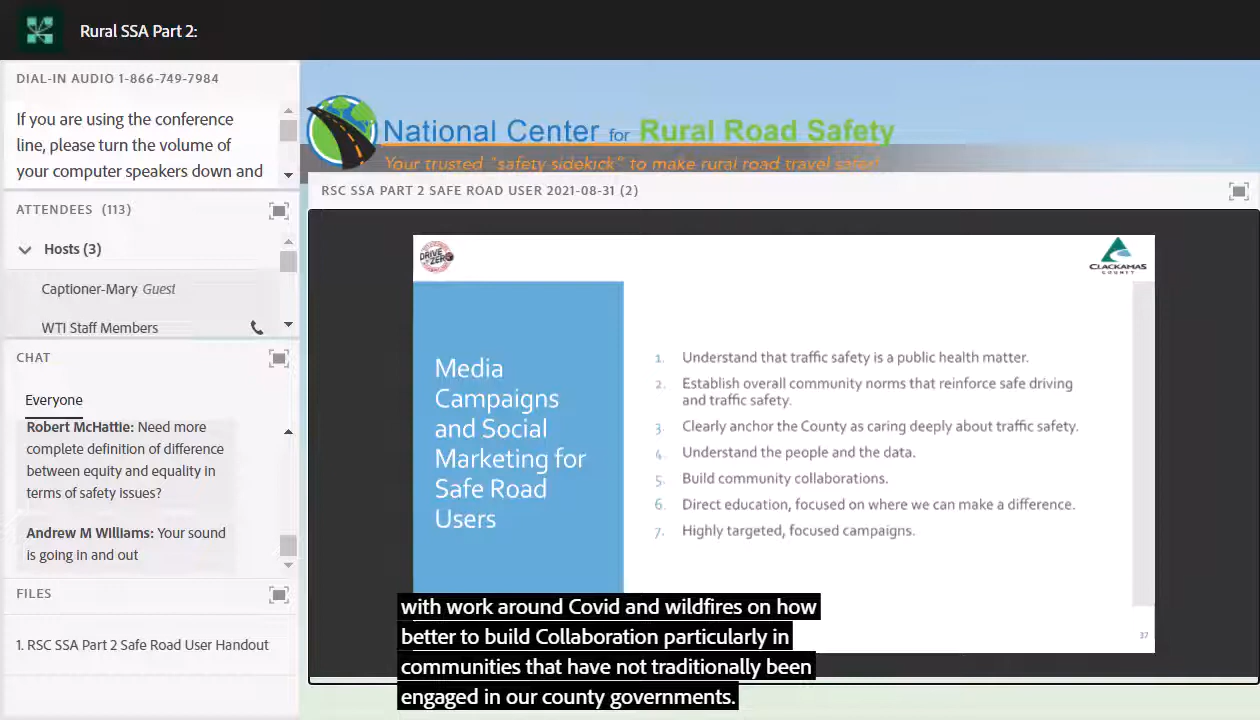 Rural SSA Part 2:
DIAL-IN AUDIO 1-866-749-7984
If you are using the conference
line, please turn the volume of
your computer speakers down and
ATTENDEES (113)
Hosts (3)
Captioner-Mary Guest
WTI Staff Members
CHAT
Everyone
Robert McHattie: Need more
complete definition of difference
between equity and equality in
terms of safety issues?
Andrew M Williams: Your sound
is going in and out
FILES
1. RSC SSA Part 2 Safe Road User Handout
National Center for Rural Road Safety
Your trusted "safety sidekick" to make rural road travel safer!
RSC SSA PART 2 SAFE ROAD USER 2021-08-31 (2)
DRIVE TO
ZERO
CLACKAMAS
COUNTY
Media
Campaigns
and Social
Marketing for
Safe Road
Users
1. Understand that traffic safety is a public health matter.
2. Establish overall community norms that reinforce safe driving
and traffic safety.
3. Clearly anchor the County as caring deeply about traffic safety.
4. Understand the people and the data.
5. Build community collaborations.
6. Direct education, focused on where we can make a difference.
7. Highly targeted, focused campaigns.
37
with work around Covid and wildfires on how
better to build Collaboration particularly in
communities that have not traditionally been
engaged in our county governments.